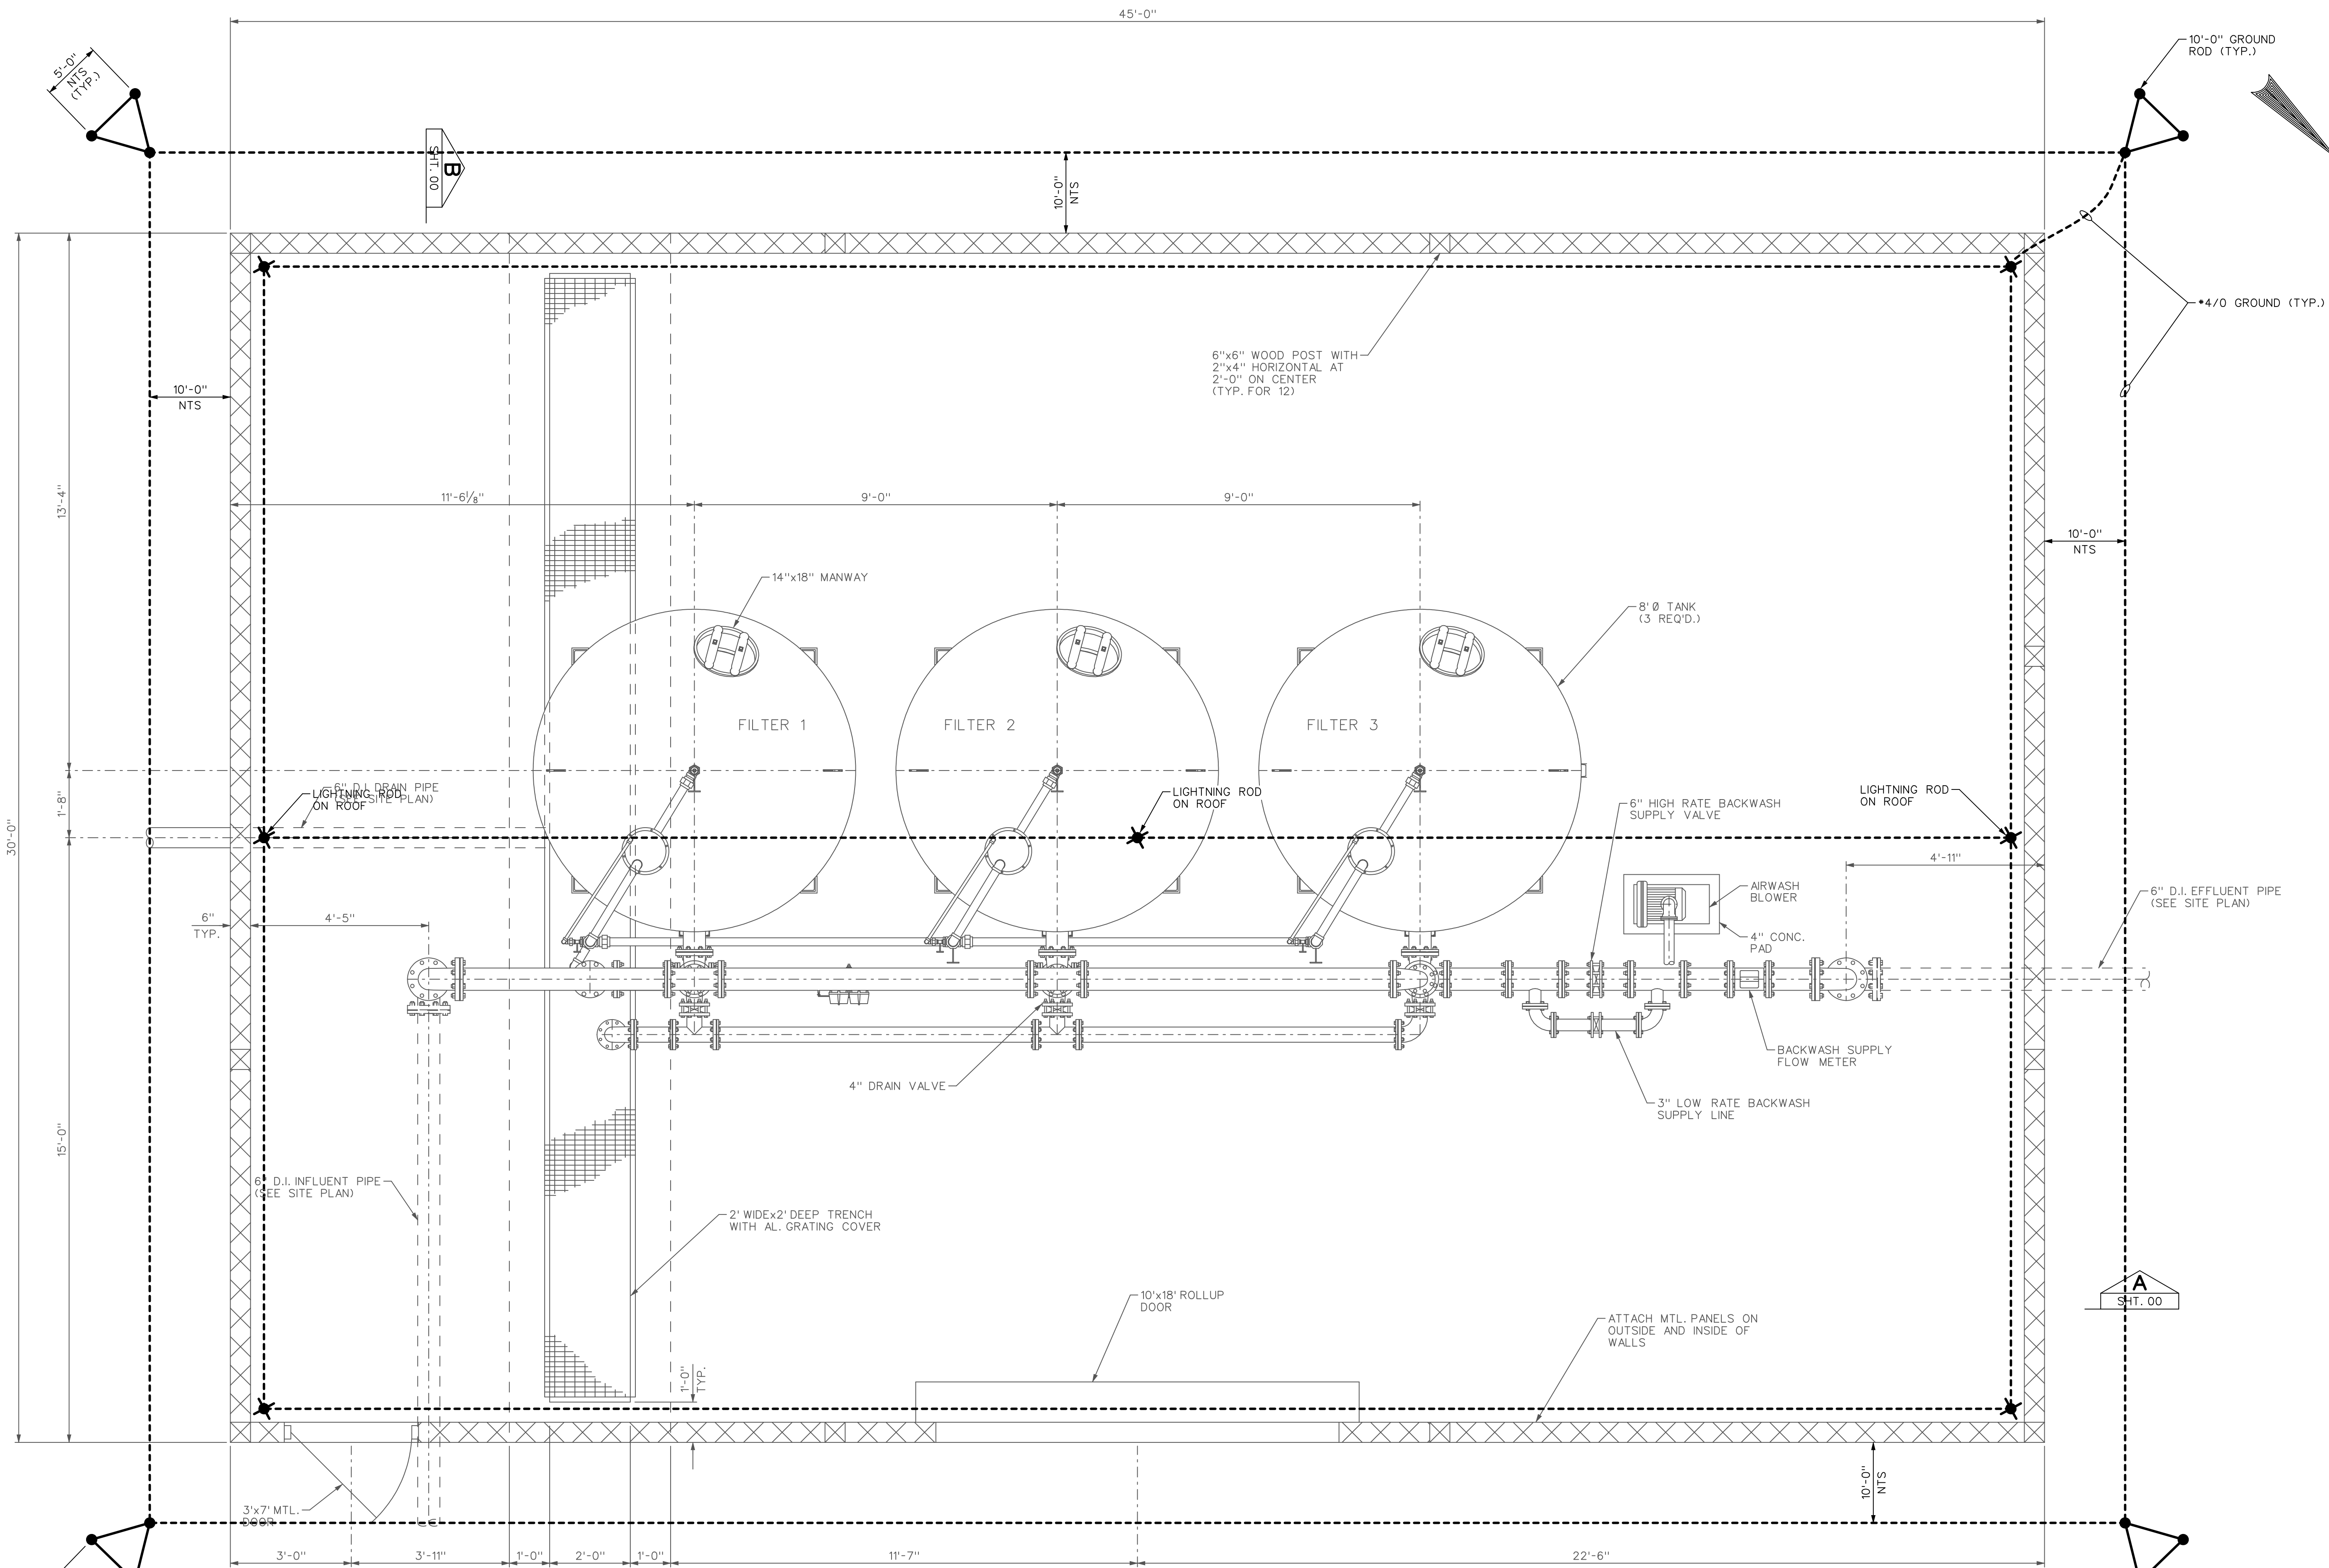 45'-0"
5'-0"
NTS
(TYP.)
10'-0" GROUND
ROD (TYP.)
B
SHT. 00
10'-0"
NTS
*4/0 GROUND (TYP.)
6"x6" WOOD POST WITH
2"x4" HORIZONTAL AT
2'-0" ON CENTER
(TYP. FOR 12)
10'-0"
NTS
13'-4"
11'-6⅛"
9'-0"
9'-0"
10'-0"
NTS
14"x18" MANWAY
8' Ø TANK
(3 REQ'D.)
FILTER 1
FILTER 2
FILTER 3
1'-8"
30'-0"
6" D.I. DRAIN PIPE
(SEE SITE PLAN)
LIGHTNING ROD
ON ROOF
LIGHTNING ROD
ON ROOF
LIGHTNING ROD
ON ROOF
6" HIGH RATE BACKWASH
SUPPLY VALVE
4'-11"
6"
TYP.
4'-5"
AIRWASH
BLOWER
6" D.I. EFFLUENT PIPE
(SEE SITE PLAN)
4" CONC.
PAD
BACKWASH SUPPLY
FLOW METER
4" DRAIN VALVE
3" LOW RATE BACKWASH
SUPPLY LINE
15'-0"
6" D.I. INFLUENT PIPE
(SEE SITE PLAN)
2' WIDEx2' DEEP TRENCH
WITH AL. GRATING COVER
A
SHT. 00
10'x18' ROLLUP
DOOR
ATTACH MTL. PANELS ON
OUTSIDE AND INSIDE OF
WALLS
1'-0"
TYP.
10'-0"
NTS
3'x7' MTL.
DOOR
3'-0"
3'-11"
1'-0"
2'-0"
1'-0"
11'-7"
22'-6"